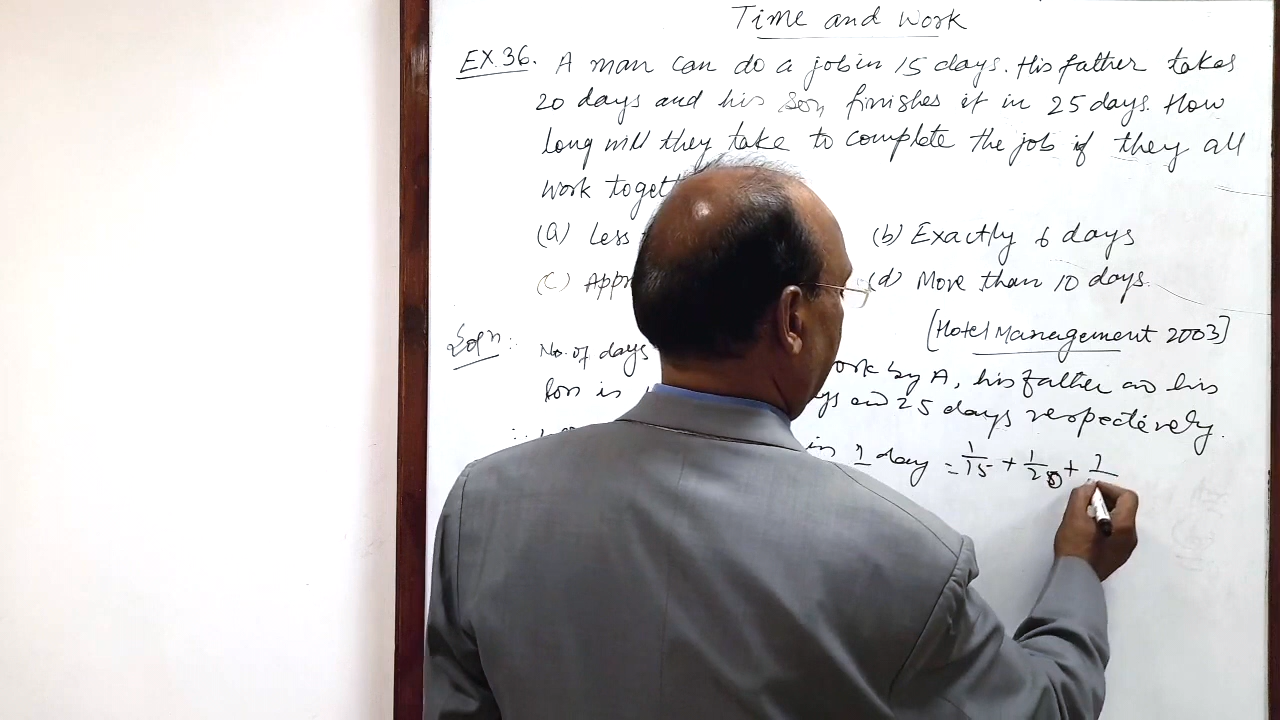 Time and Work
EX.36. A man can do a job in 15 days. His father takes
20 days and his son finishes it in 25 days. How
long will they take to complete the job if they all
work toget
(a) Less
(b) Exactly 6 days
(c) Appr
(d) More than 10 days.
[Hotel Management 2003]
Sol<sup>n</sup>: No. of days ork by A, his father and his
son is ys and 25 days respectively.
in 1 day = 1/15 + 1/20 + 1/